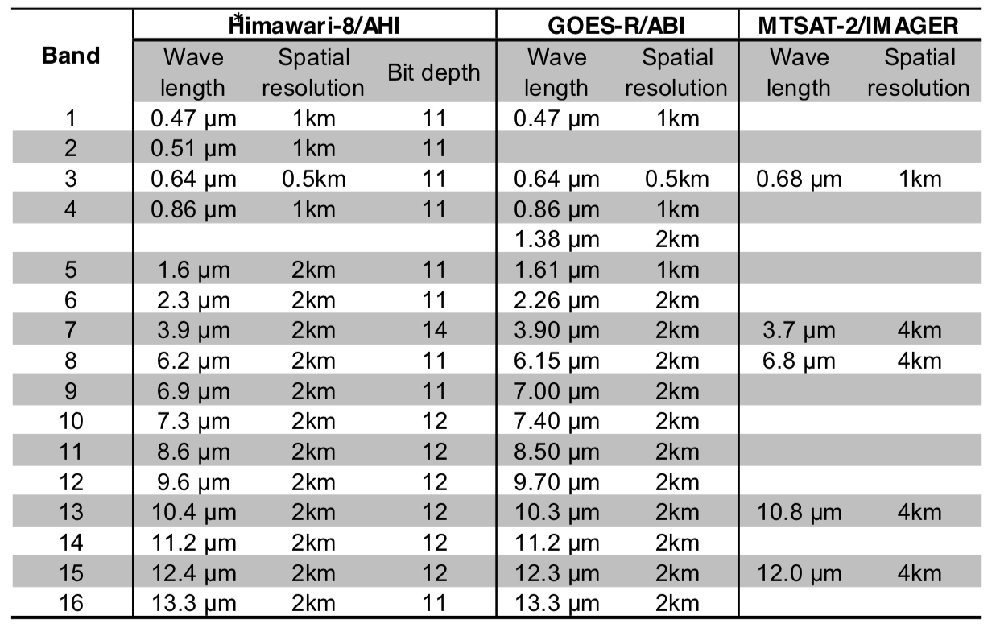 *Himawari-8/AHI GOES-R/ABI MTSAT-2/IMAGER
Band Wave length Spatial resolution Bit depth Wave length Spatial resolution Wave length Spatial resolution
1 0.47 µm 1km 11 0.47 µm 1km
2 0.51 µm 1km 11
3 0.64 µm 0.5km 11 0.64 µm 0.5km 0.68 µm 1km
4 0.86 µm 1km 11 0.86 µm 1km
1.38 µm 2km
5 1.6 µm 2km 11 1.61 µm 1km
6 2.3 µm 2km 11 2.26 µm 2km
7 3.9 µm 2km 14 3.90 µm 2km 3.7 µm 4km
8 6.2 µm 2km 11 6.15 µm 2km 6.8 µm 4km
9 6.9 µm 2km 11 7.00 µm 2km
10 7.3 µm 2km 12 7.40 µm 2km
11 8.6 µm 2km 12 8.50 µm 2km
12 9.6 µm 2km 12 9.70 µm 2km
13 10.4 µm 2km 12 10.3 µm 2km 10.8 µm 4km
14 11.2 µm 2km 12 11.2 µm 2km
15 12.4 µm 2km 12 12.3 µm 2km 12.0 µm 4km
16 13.3 µm 2km 11 13.3 µm 2km